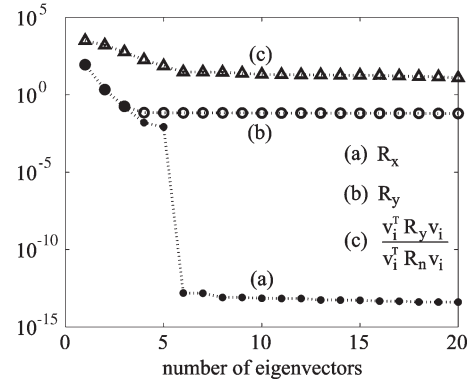 10^5
(c)
10^0
(b)
(a) R_x
10^-5
(b) R_y
(c) v_i^T R_y v_i / v_i^T R_n v_i
10^-10
(a)
10^-15
0 5 10 15 20
number of eigenvectors